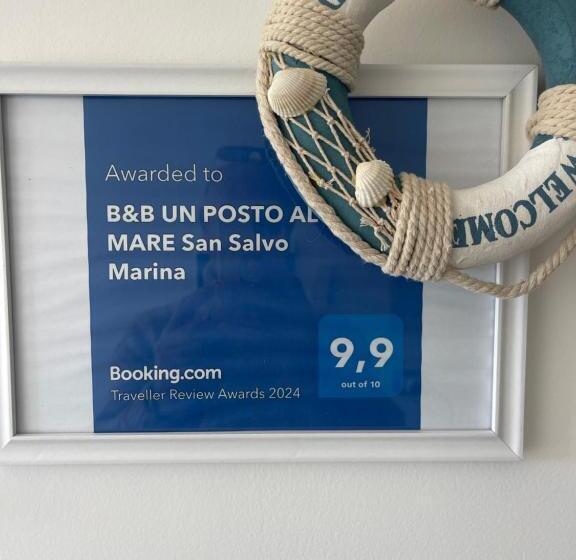 Awarded to
B&B UN POSTO AL
MARE San Salvo
Marina
9,9
out of 10
Booking.com
Traveller Review Awards 2024
WELCOME